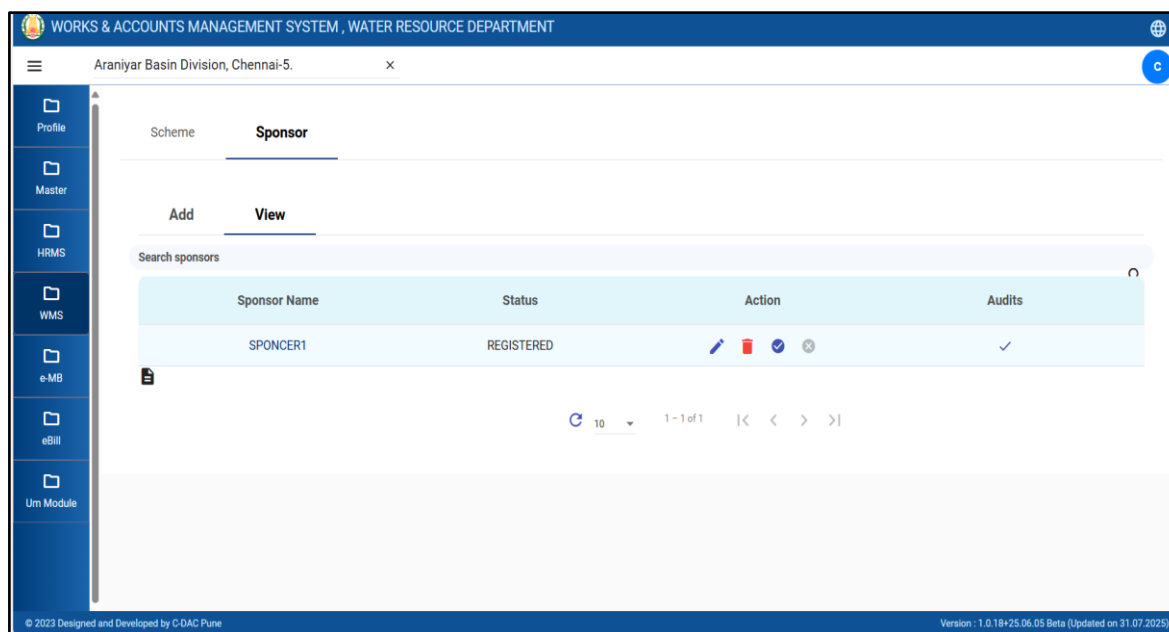 WORKS & ACCOUNTS MANAGEMENT SYSTEM , WATER RESOURCE DEPARTMENT
Araniyar Basin Division, Chennai-5. ×
C
Profile
Master
HRMS
WMS
e-MB
eBill
Um Module
Scheme Sponsor
Add View
Search sponsors
Sponsor Name Status Action Audits
SPONCER1 REGISTERED
10 1 – 1 of 1
© 2023 Designed and Developed by C-DAC Pune Version : 1.0.18+25.06.05 Beta (Updated on 31.07.2025)